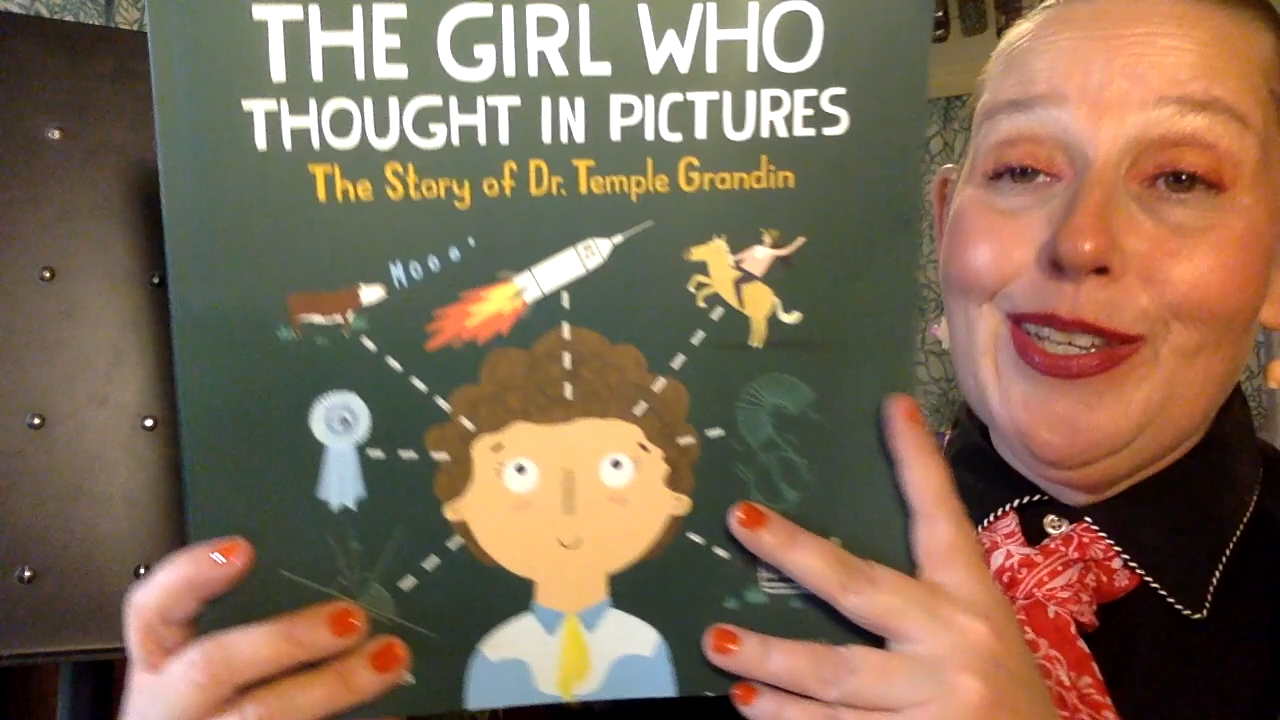 THE GIRL WHO
THOUGHT IN PICTURES
The Story of Dr. Temple Grandin
MOOO'